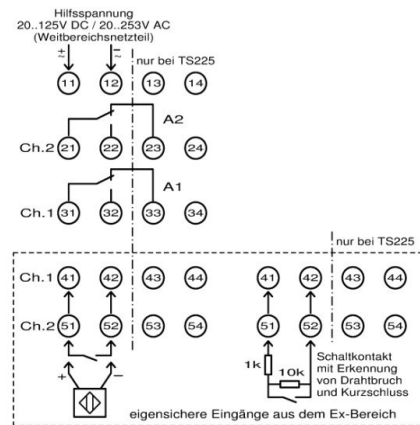 Hilfsspannung
20..125V DC / 20..253V AC
(Weitbereichsnetzteil)
+ –
~ ~
nur bei TS225
11 12 13 14
A2
Ch.2 21 22 23 24
A1
Ch.1 31 32 33 34
nur bei TS225
Ch.1 41 42 43 44 41 42 43 44
Ch.2 51 52 53 54 51 52 53 54
1k
10k
+ –
Schaltkontakt
mit Erkennung
von Drahtbruch
und Kurzschluss
eigensichere Eingänge aus dem Ex-Bereich